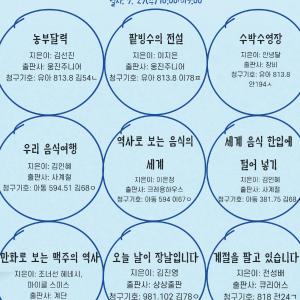 농부달력
지은이: 김선진
출판사: 웅진주니어
청구기호: 유아 813.8 김54ㄴ
팥빙수의 전설
지은이: 이지은
출판사: 웅진주니어
청구기호: 유아 813.8 이78ㅍ
수박수영장
지은이: 안녕달
출판사: 창비
청구기호: 유아 813.8
안194ㅅ
우리 음식여행
지은이: 김인혜
출판사: 사계절
청구기호: 아동 594.51 김68ㅇ
역사로 보는 음식의
세계
지은이: 이은정
출판사: 크레용하우스
청구기호: 아동 594 이67ㅇ
세계 음식 한입에
털어 넣기
지은이: 김인혜
출판사: 사계절
청구기호: 아동 381.75 김68ㅅ
만화로 보는 맥주의 역사
지은이: 조너선 헤네시,
마이클 스미스
출판사: 계단
오늘 날이 장날입니다
지은이: 김진영
출판사: 상상출판
청구기호: 981.102 김78ㅇ
계절을 팔고 있습니다
지은이: 전성배
출판사: 큐리어스
청구기호: 818 전24ㄱ